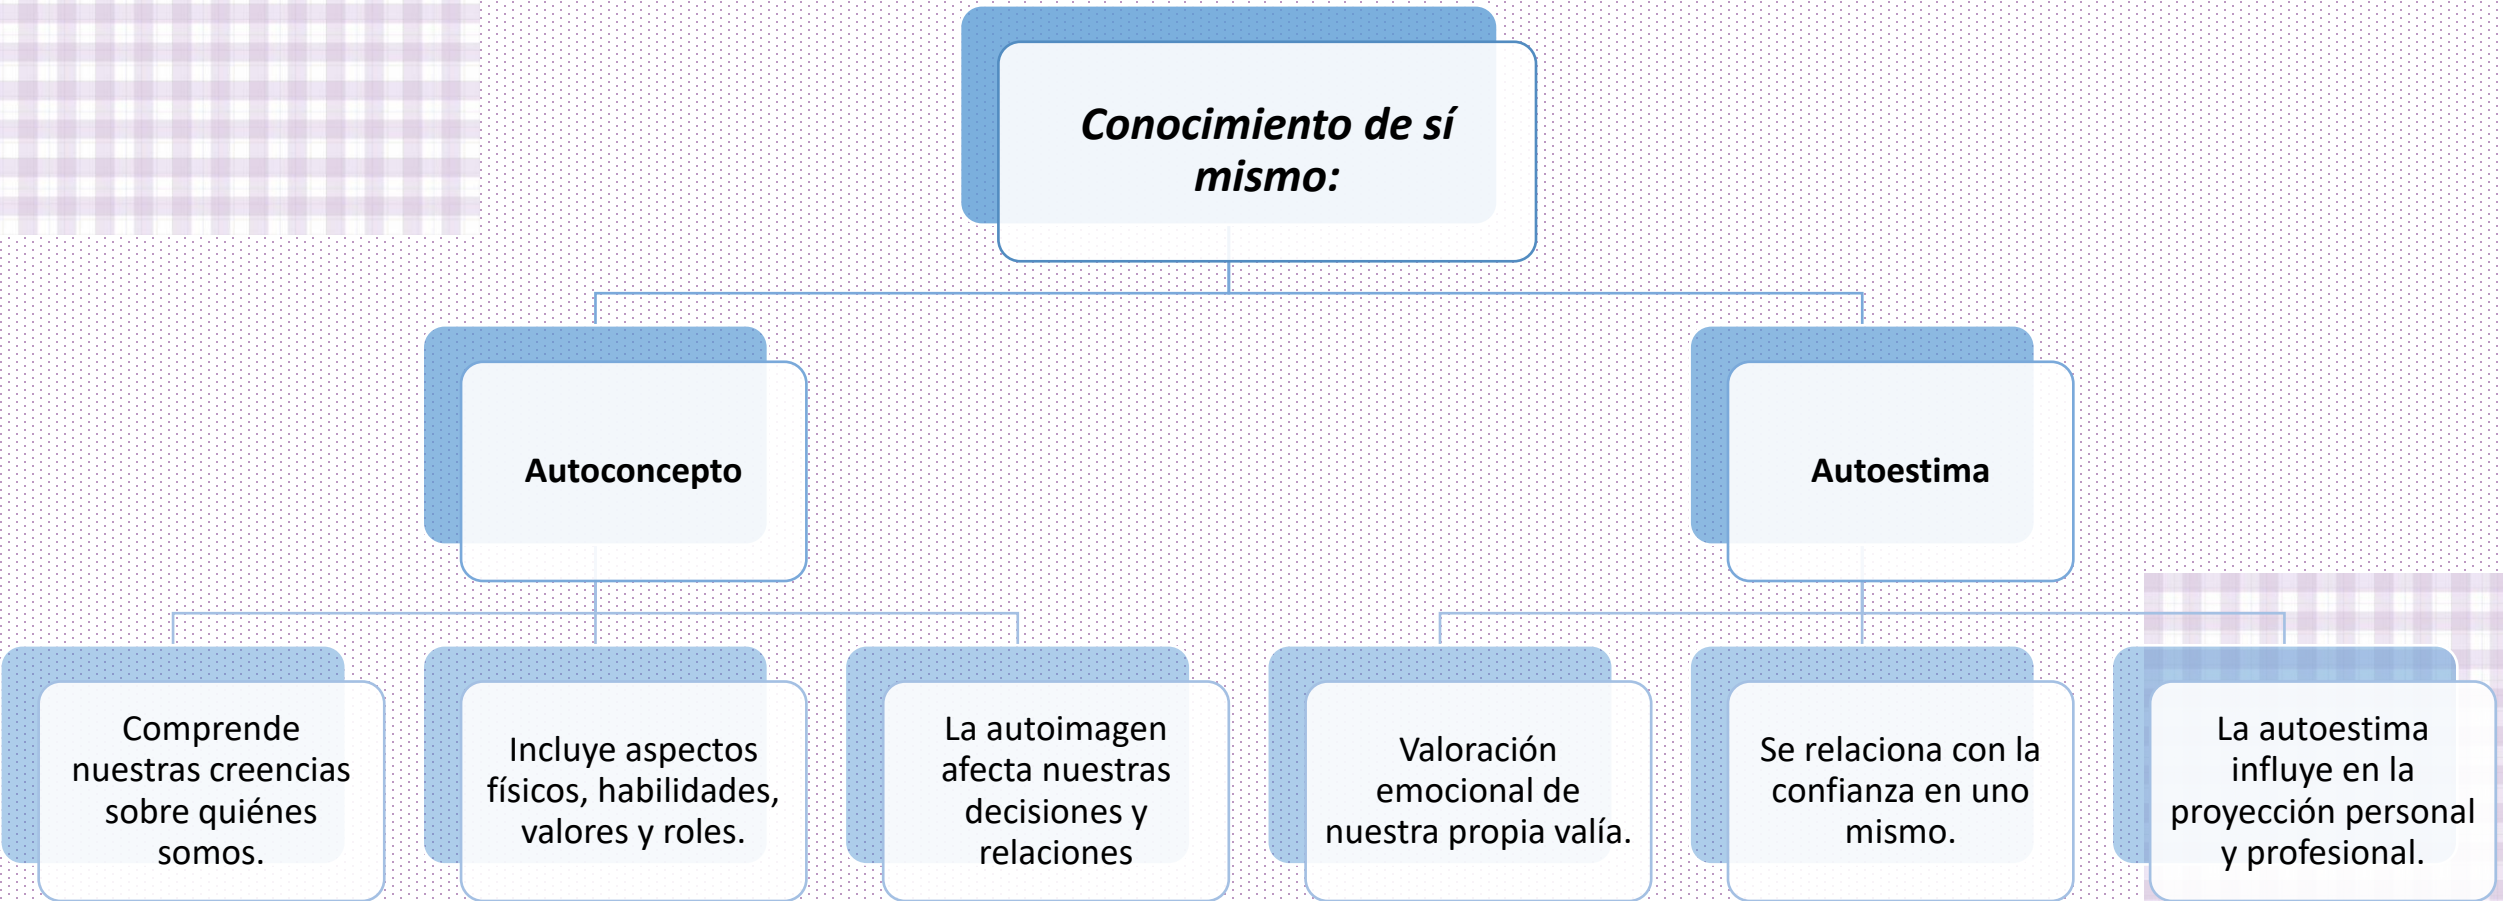 Conocimiento de sí
mismo:
Autoconcepto
Autoestima
Comprende
nuestras creencias
sobre quiénes
somos.
Incluye aspectos
físicos, habilidades,
valores y roles.
La autoimagen
afecta nuestras
decisiones y
relaciones
Valoración
emocional de
nuestra propia valía.
Se relaciona con la
confianza en uno
mismo.
La autoestima
influye en la
proyección personal
y profesional.